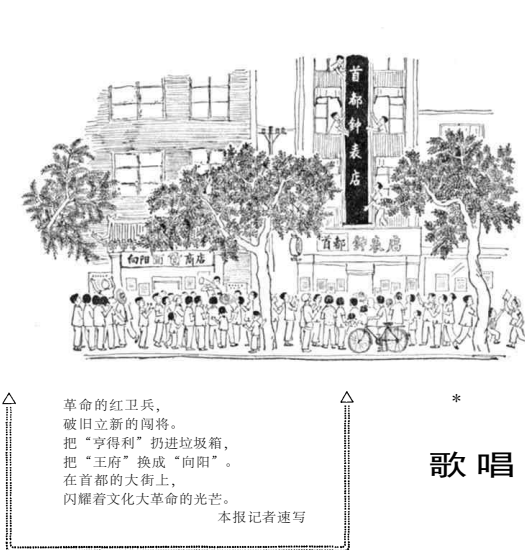 首都钟表店
首都钟表店
向阳商店
革命的红卫兵，
破旧立新的闯将。
把“亨得利”扔进垃圾箱，
把“王府”换成“向阳”。
在首都的大街上，
闪耀着文化大革命的光芒。
本报记者速写
*
歌唱